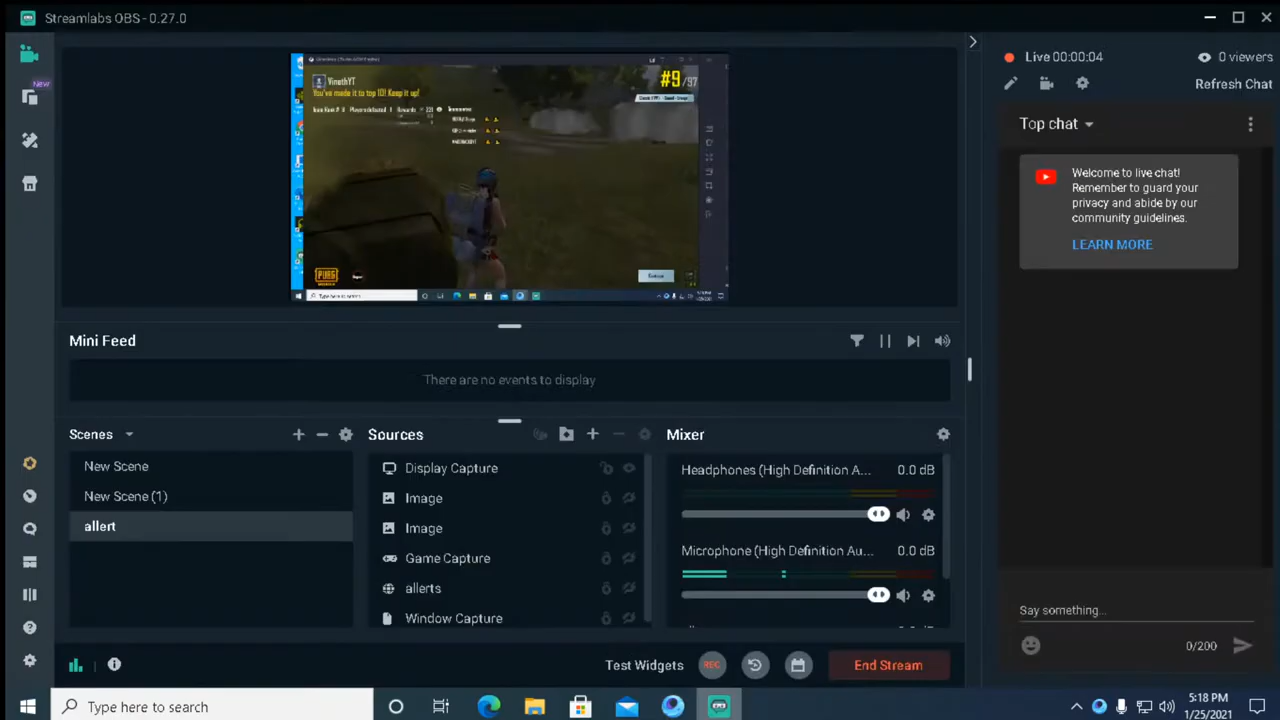 Streamlabs OBS - 0.27.0
New
VinethYT
You've made it to top 10! Keep it up!
#9/97
PUBG
Type here to search
Live 00:00:04
0 viewers
Refresh Chat
Top chat
Welcome to live chat!
Remember to guard your
privacy and abide by our
community guidelines.
LEARN MORE
Mini Feed
There are no events to display
Scenes
New Scene
New Scene (1)
allert
Sources
Display Capture
Image
Image
Game Capture
allerts
Window Capture
Mixer
Headphones (High Definition A... 0.0 dB
Microphone (High Definition Au... 0.0 dB
Say something...
0/200
Test Widgets
REC
End Stream
Type here to search
5:18 PM
1/25/2021